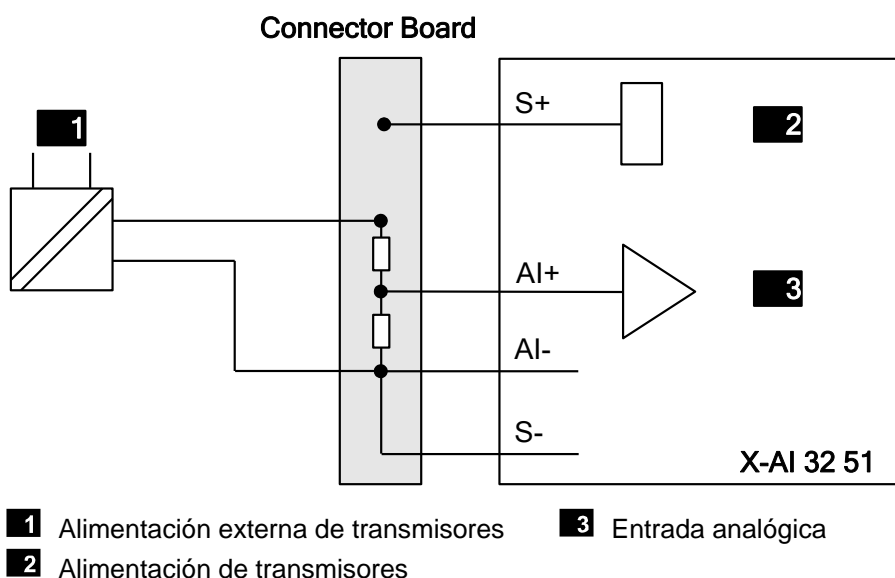 Connector Board
1
S+
2
AI+
3
AI-
S-
X-AI 32 51
1 Alimentación externa de transmisores
3 Entrada analógica
2 Alimentación de transmisores